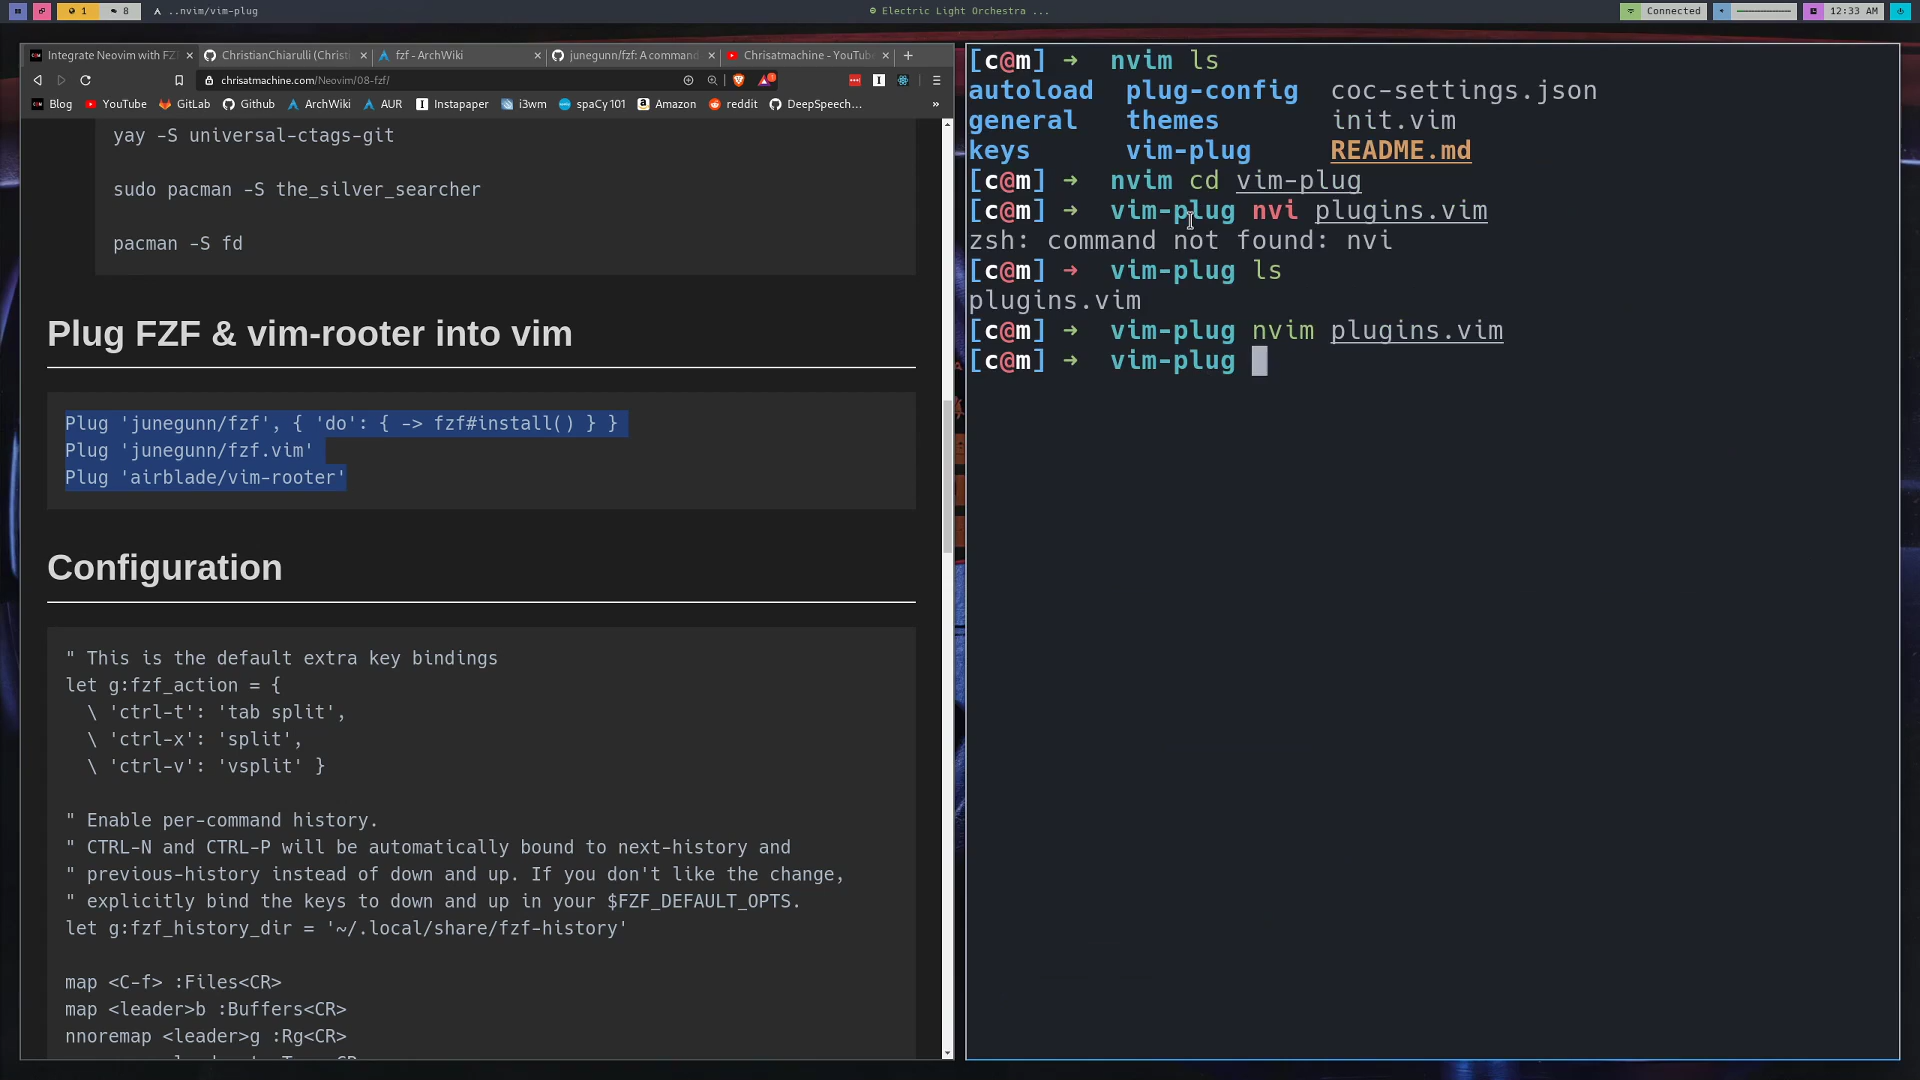 1
8
..nvim/vim-plug
Electric Light Orchestra ...
Connected
12:33 AM
Integrate Neovim with FZ
ChristianChiarulli (Christi
fzf - ArchWiki
junegunn/fzf: A command
Chrisatmachine - YouTube
chrisatmachine.com/Neovim/08-fzf/
Blog
YouTube
GitLab
Github
ArchWiki
AUR
Instapaper
i3wm
spaCy101
Amazon
reddit
DeepSpeech...
yay -S universal-ctags-git
sudo pacman -S the_silver_searcher
pacman -S fd
Plug FZF & vim-rooter into vim
Plug 'junegunn/fzf', { 'do': { -> fzf#install() } }
Plug 'junegunn/fzf.vim'
Plug 'airblade/vim-rooter'
Configuration
" This is the default extra key bindings
let g:fzf_action = {
\ 'ctrl-t': 'tab split',
\ 'ctrl-x': 'split',
\ 'ctrl-v': 'vsplit' }
" Enable per-command history.
" CTRL-N and CTRL-P will be automatically bound to next-history and
" previous-history instead of down and up. If you don't like the change,
" explicitly bind the keys to down and up in your $FZF_DEFAULT_OPTS.
let g:fzf_history_dir = '~/.local/share/fzf-history'
map <C-f> :Files<CR>
map <leader>b :Buffers<CR>
nnoremap <leader>g :Rg<CR>
[c@m] ➜ nvim ls
autoload plug-config coc-settings.json
general themes init.vim
keys vim-plug README.md
[c@m] ➜ nvim cd vim-plug
[c@m] ➜ vim-plug nvi plugins.vim
zsh: command not found: nvi
[c@m] ➜ vim-plug ls
plugins.vim
[c@m] ➜ vim-plug nvim plugins.vim
[c@m] ➜ vim-plug